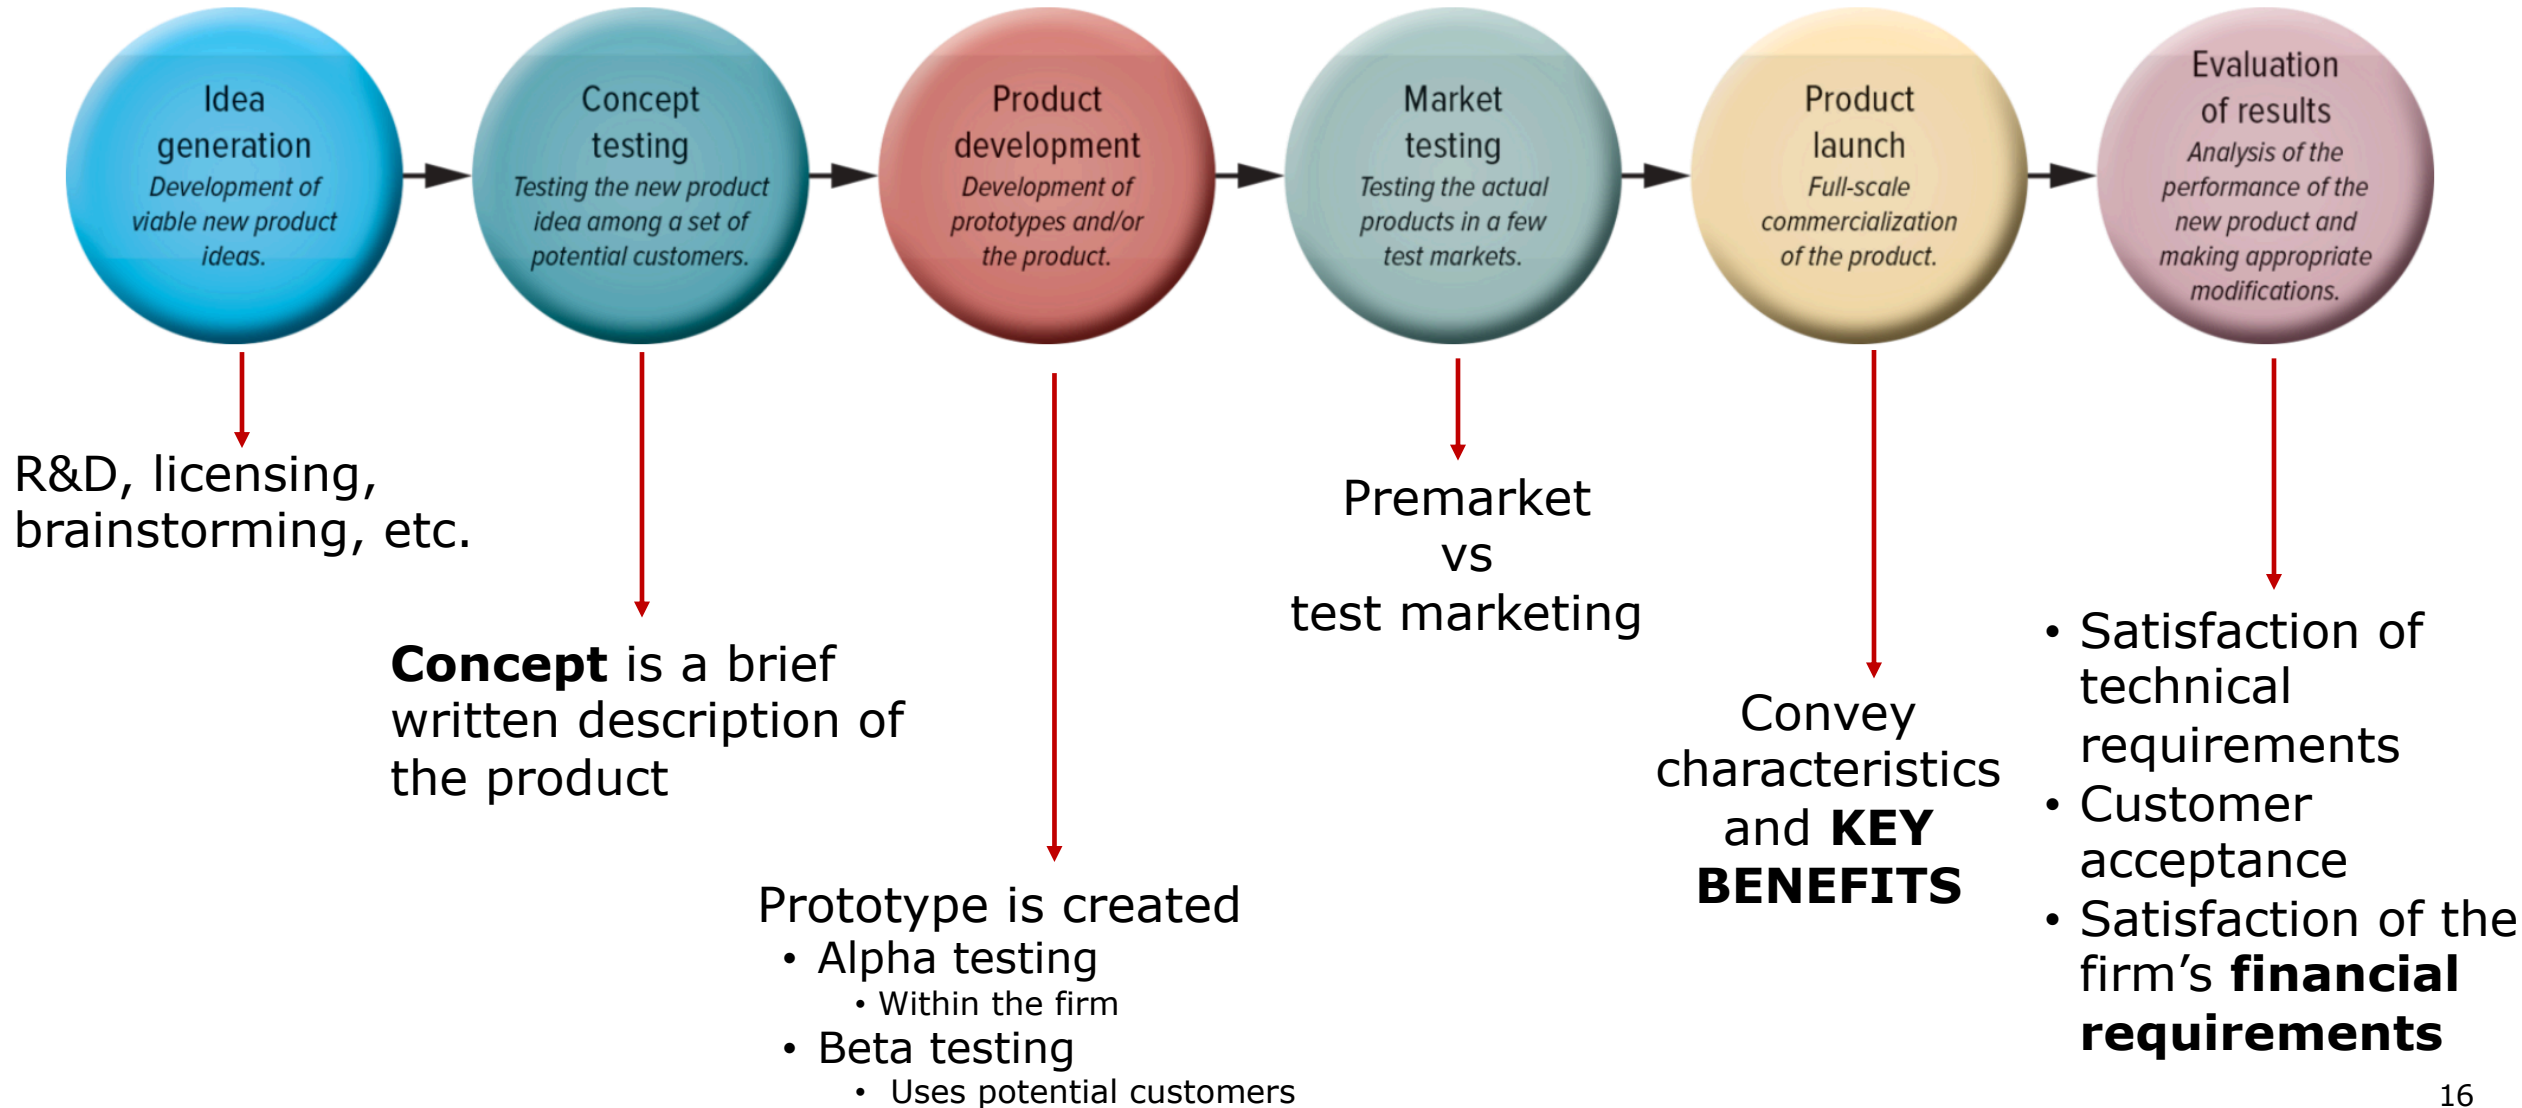 Idea
generation
Development of
viable new product
ideas.
Concept
testing
Testing the new product
idea among a set of
potential customers.
Product
development
Development of
prototypes and/or
the product.
Market
testing
Testing the actual
products in a few
test markets.
Product
launch
Full-scale
commercialization
of the product.
Evaluation
of results
Analysis of the
performance of the
new product and
making appropriate
modifications.
R&D, licensing,
brainstorming, etc.
Concept is a brief
written description of
the product
Prototype is created
• Alpha testing
• Within the firm
• Beta testing
• Uses potential customers
Premarket
vs
test marketing
Convey
characteristics
and KEY
BENEFITS
• Satisfaction of
technical
requirements
• Customer
acceptance
• Satisfaction of the
firm’s financial
requirements
16